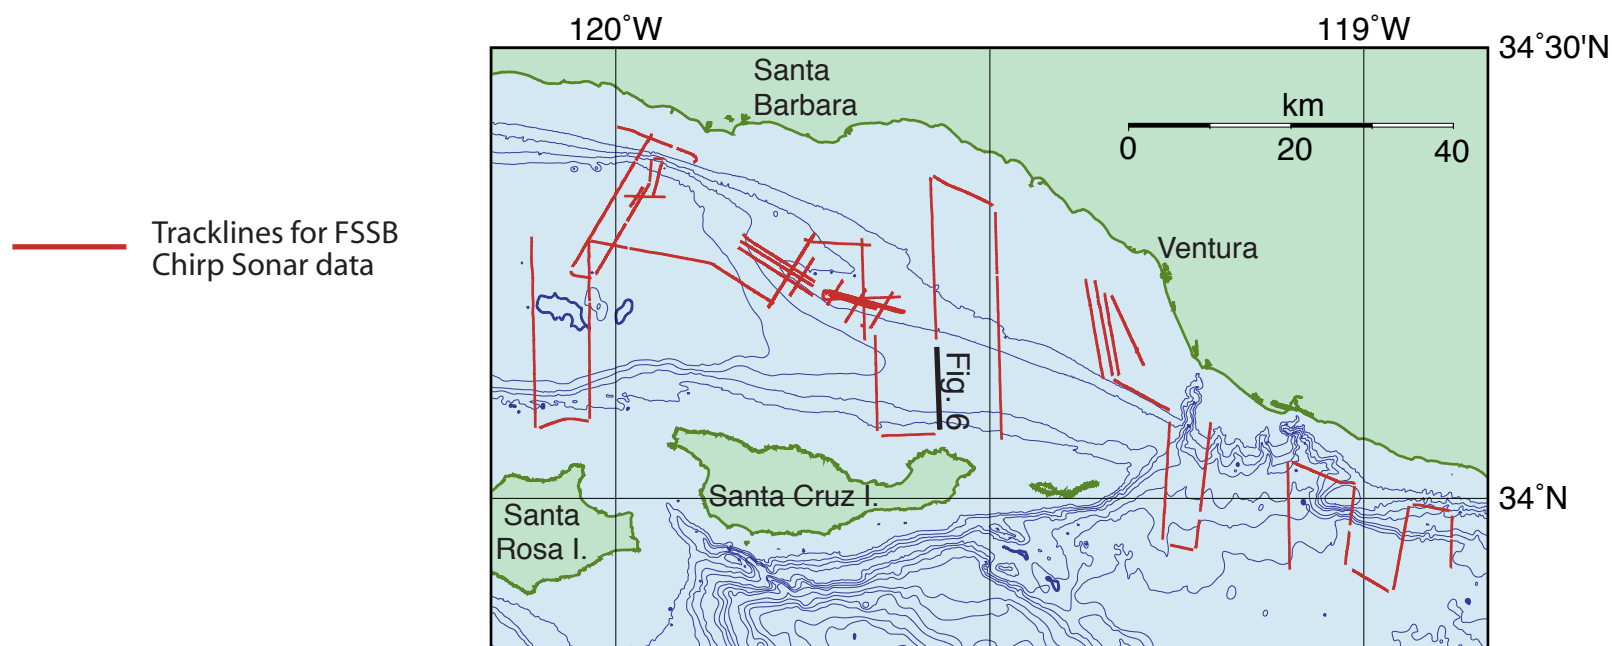 120˚W
119˚W
34˚30'N
Santa
Barbara
km
0 20 40
Tracklines for FSSB
Chirp Sonar data
Ventura
Fig. 6
Santa Cruz I.
34˚N
Santa
Rosa I.